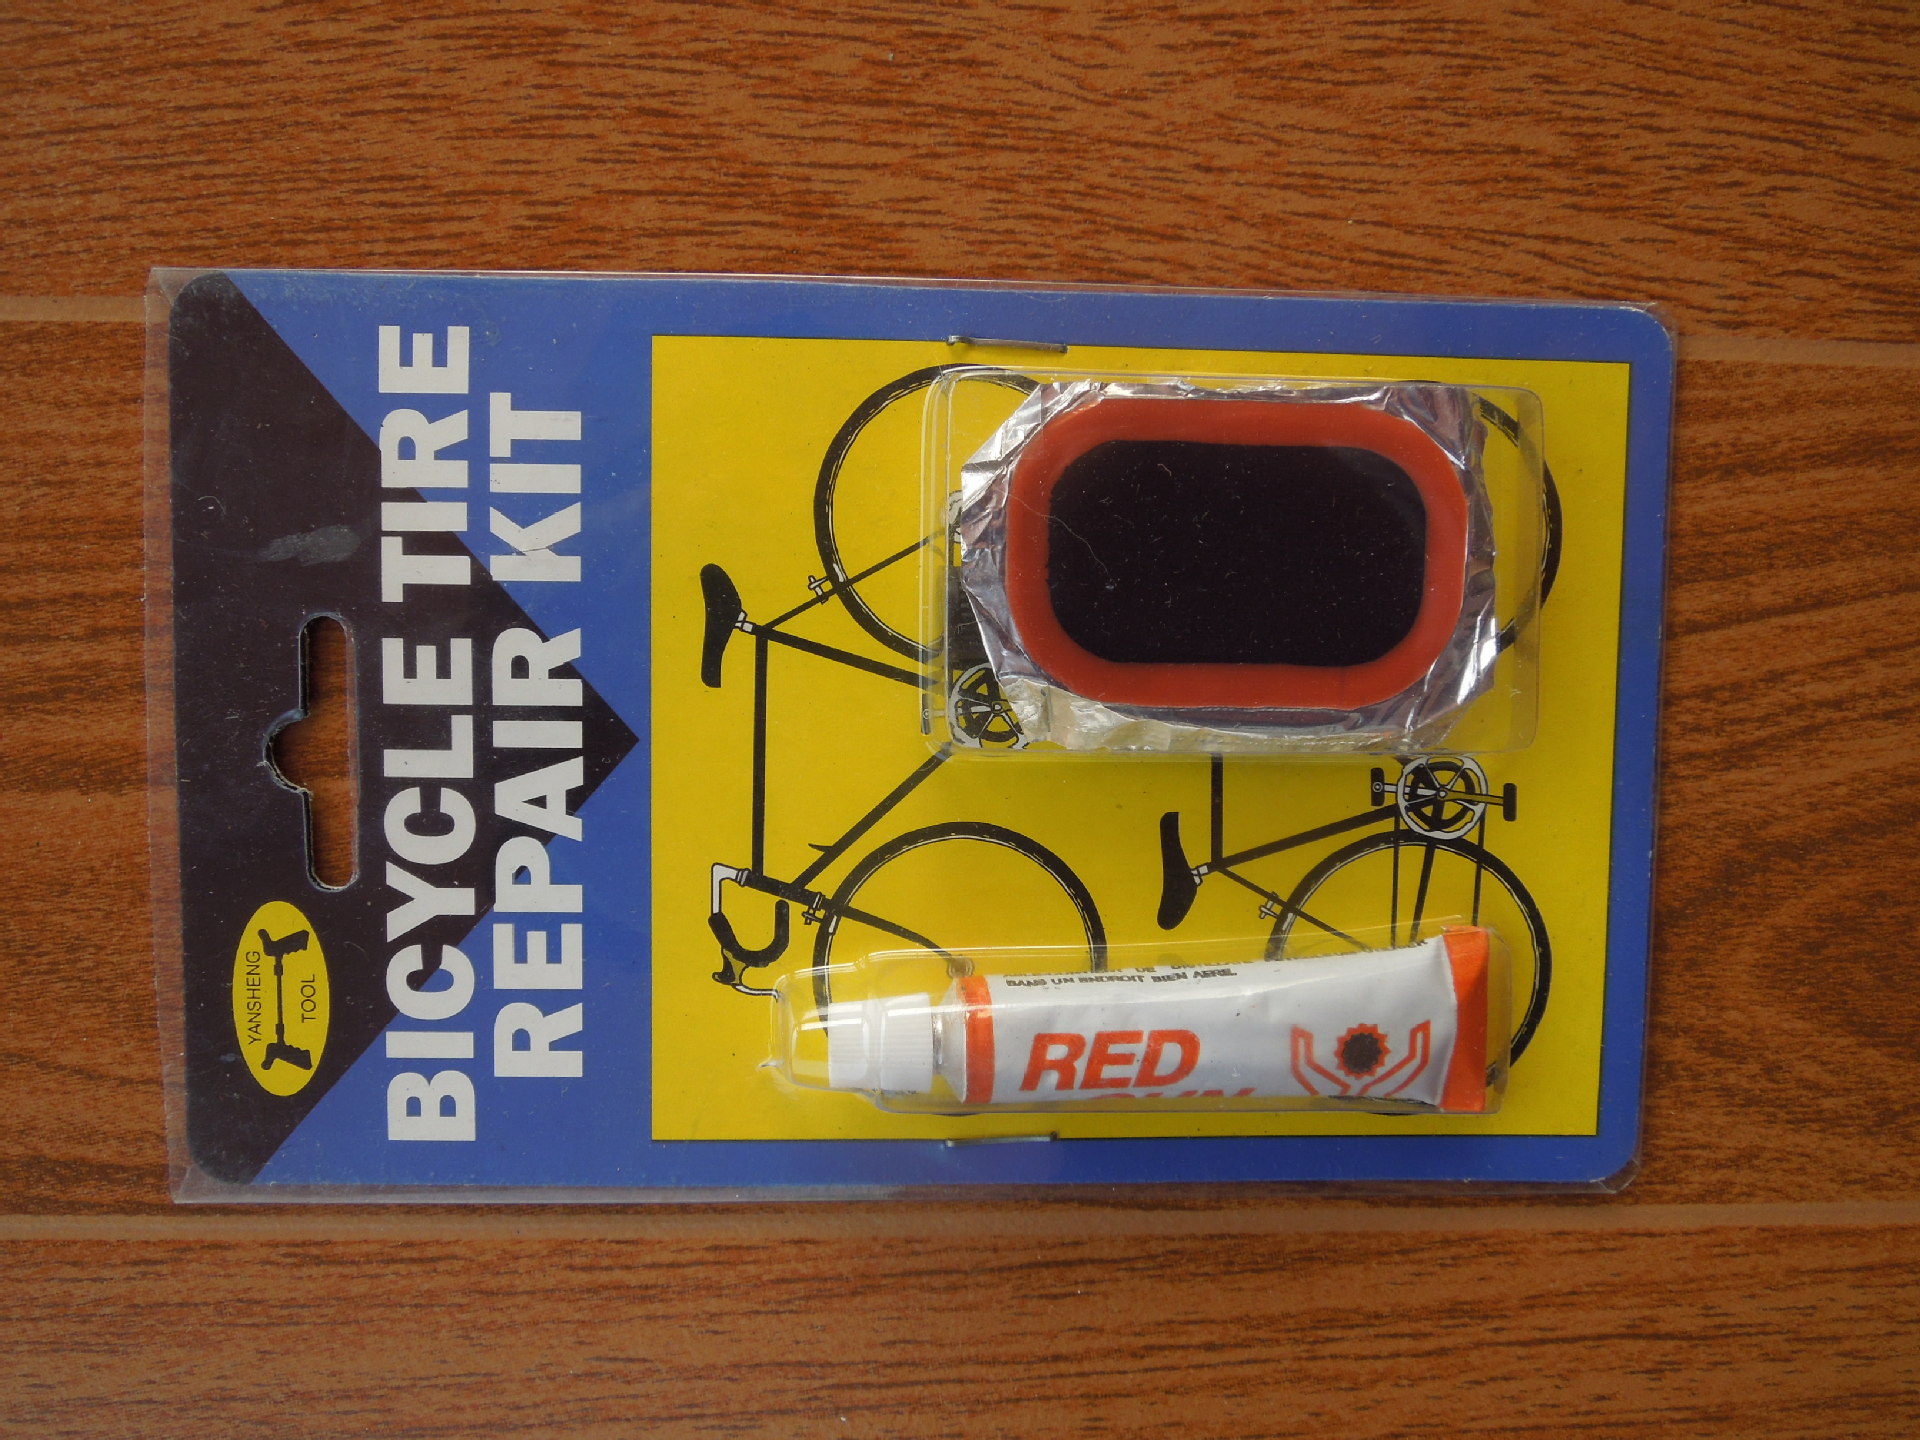 YANSHENG
TOOL
BICYCLE TIRE
REPAIR KIT
DANS UN ENDROIT BIEN AERE.
RED